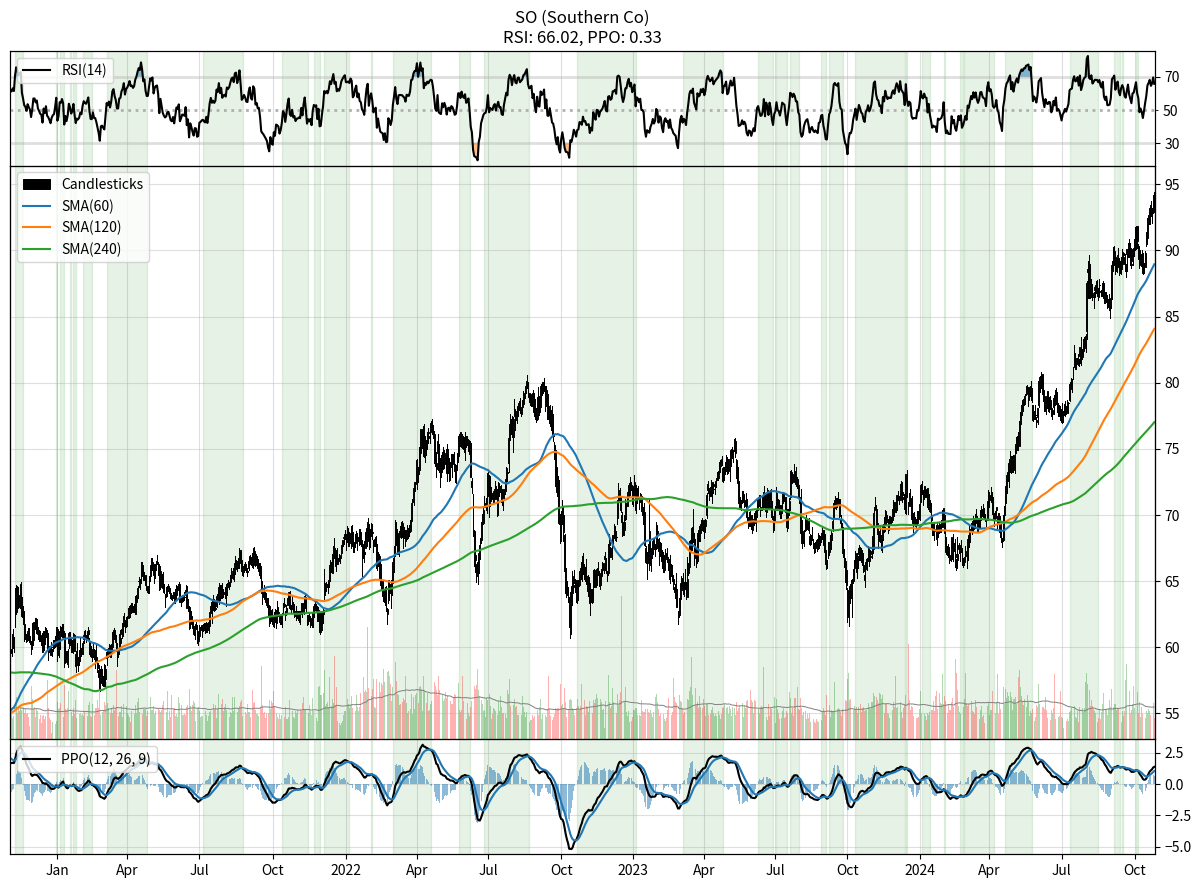 SO (Southern Co)
RSI: 66.02, PPO: 0.33
RSI(14)
70
50
30
Candlesticks
SMA(60)
SMA(120)
SMA(240)
95
90
85
80
75
70
65
60
55
PPO(12, 26, 9)
2.5
0.0
−2.5
−5.0
Jan Apr Jul Oct 2022 Apr Jul Oct 2023 Apr Jul Oct 2024 Apr Jul Oct